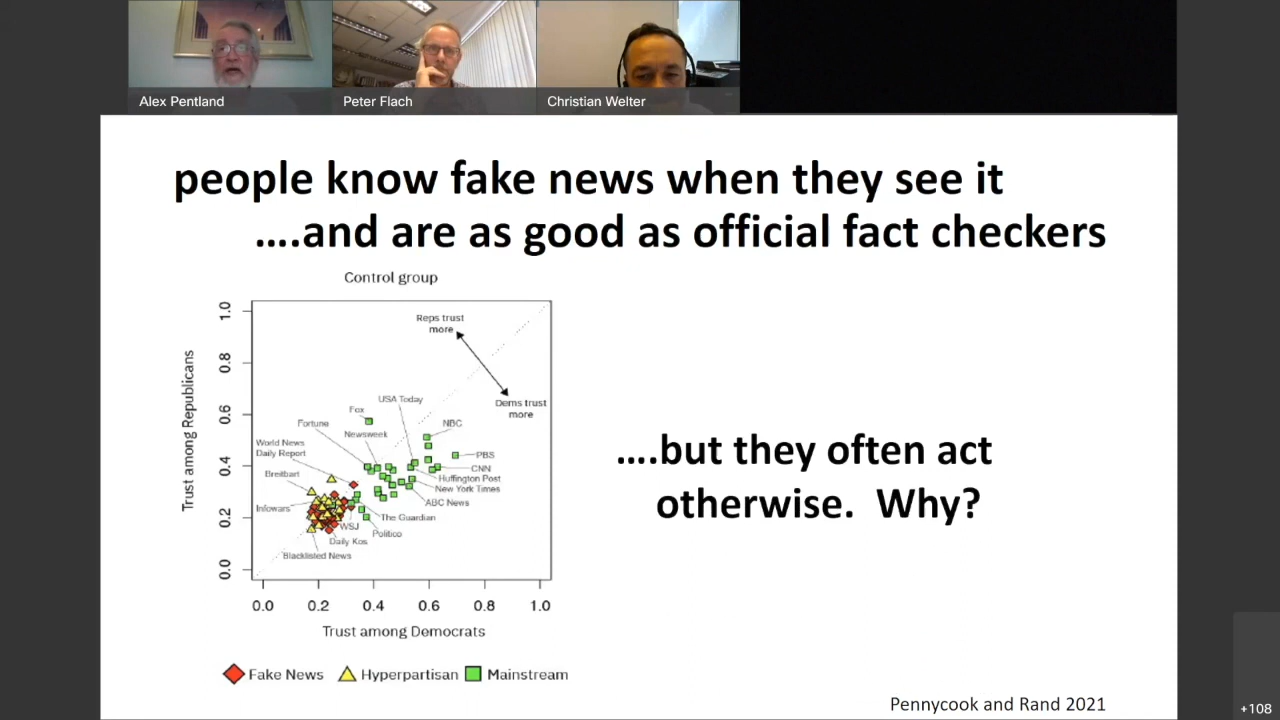 Alex Pentland
Peter Flach
Christian Welter
people know fake news when they see it
....and are as good as official fact checkers
Control group
Trust among Republicans
1.0
0.8
0.6
0.4
0.2
0.0
Reps trust
more
Dems trust
more
USA Today
Fox
Fortune
NBC
Newsweek
World News
Daily Report
PBS
CNN
Breitbart
Huffington Post
New York Times
ABC News
Infowars
The Guardian
WSJ
Politico
Daily Kos
Blacklisted News
0.0 0.2 0.4 0.6 0.8 1.0
Trust among Democrats
Fake News Hyperpartisan Mainstream
....but they often act
otherwise. Why?
Pennycook and Rand 2021
+108